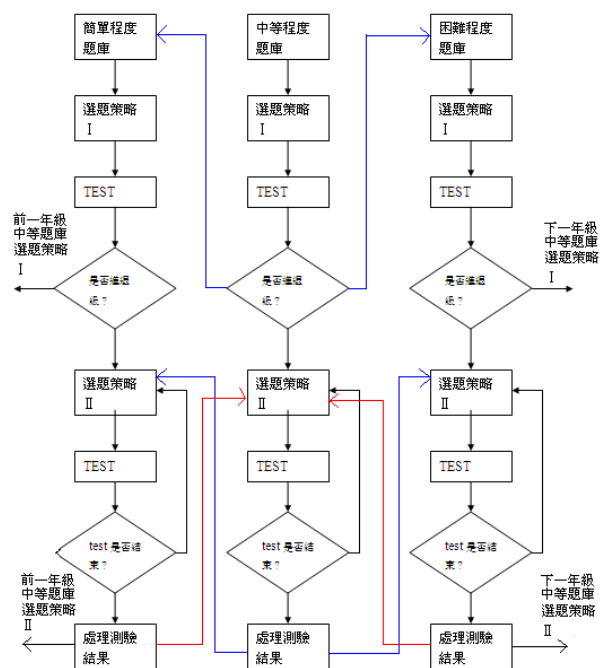 簡單程度
題庫
中等程度
題庫
困難程度
題庫
選題策略
Ⅰ
選題策略
Ⅰ
選題策略
Ⅰ
TEST
TEST
TEST
前一年級
中等題庫
選題策略
Ⅰ
下一年級
中等題庫
選題策略
Ⅰ
是否進退
級？
是否進退
級？
是否進退
級？
選題策略
Ⅱ
選題策略
Ⅱ
選題策略
Ⅱ
TEST
TEST
TEST
test 是否結
束？
test 是否結
束？
test 是否結
束？
前一年級
中等題庫
選題策略
Ⅱ
下一年級
中等題庫
選題策略
Ⅱ
處理測驗
結果
處理測驗
結果
處理測驗
結果